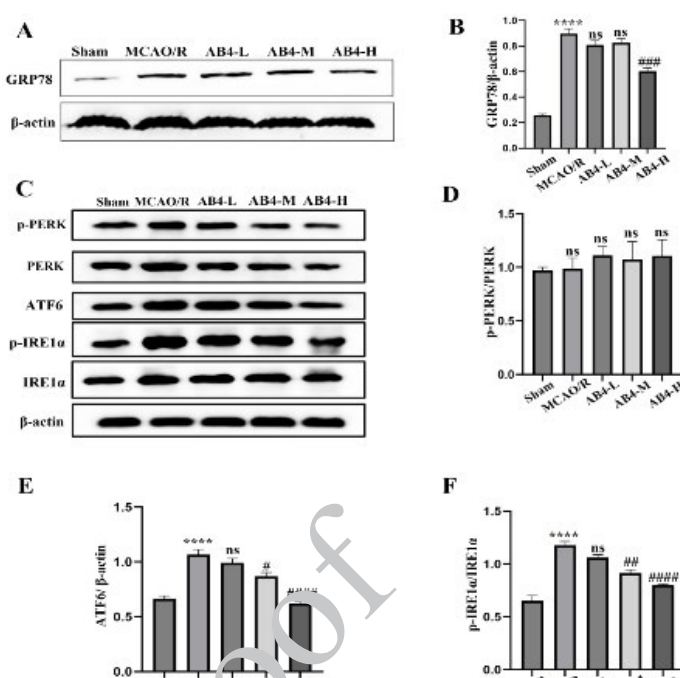 A
Sham MCAO/R AB4-L AB4-M AB4-H
GRP78
β-actin
B
GRP78/β-actin
0.8
0.6
0.4
0.2
0.0
**** ns ns ###
Sham MCAO/R AB4-L AB4-M AB4-H
C
Sham MCAO/R AB4-L AB4-M AB4-H
p-PERK
PERK
ATF6
p-IRE1α
IRE1α
β-actin
D
p-PERK/PERK
1.5
1.0
0.5
0.0
ns ns ns ns
Sham MCAO/R AB4-L AB4-M AB4-H
E
ATF6/ β-actin
1.5
1.0
0.5
0.0
**** ns # ####
F
p-IRE1α/IRE1α
1.5
1.0
0.5
0.0
**** ns ## ####
oof